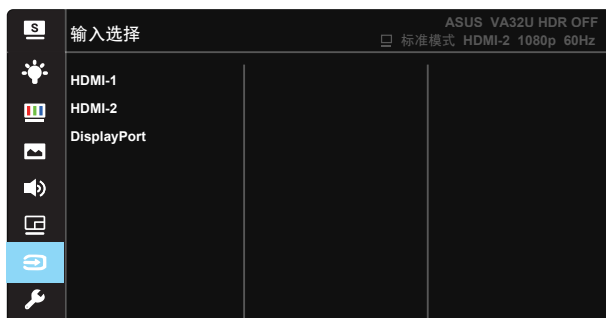 S
输入选择
ASUS VA32U HDR OFF
标准模式 HDMI-2 1080p 60Hz
HDMI-1
HDMI-2
DisplayPort